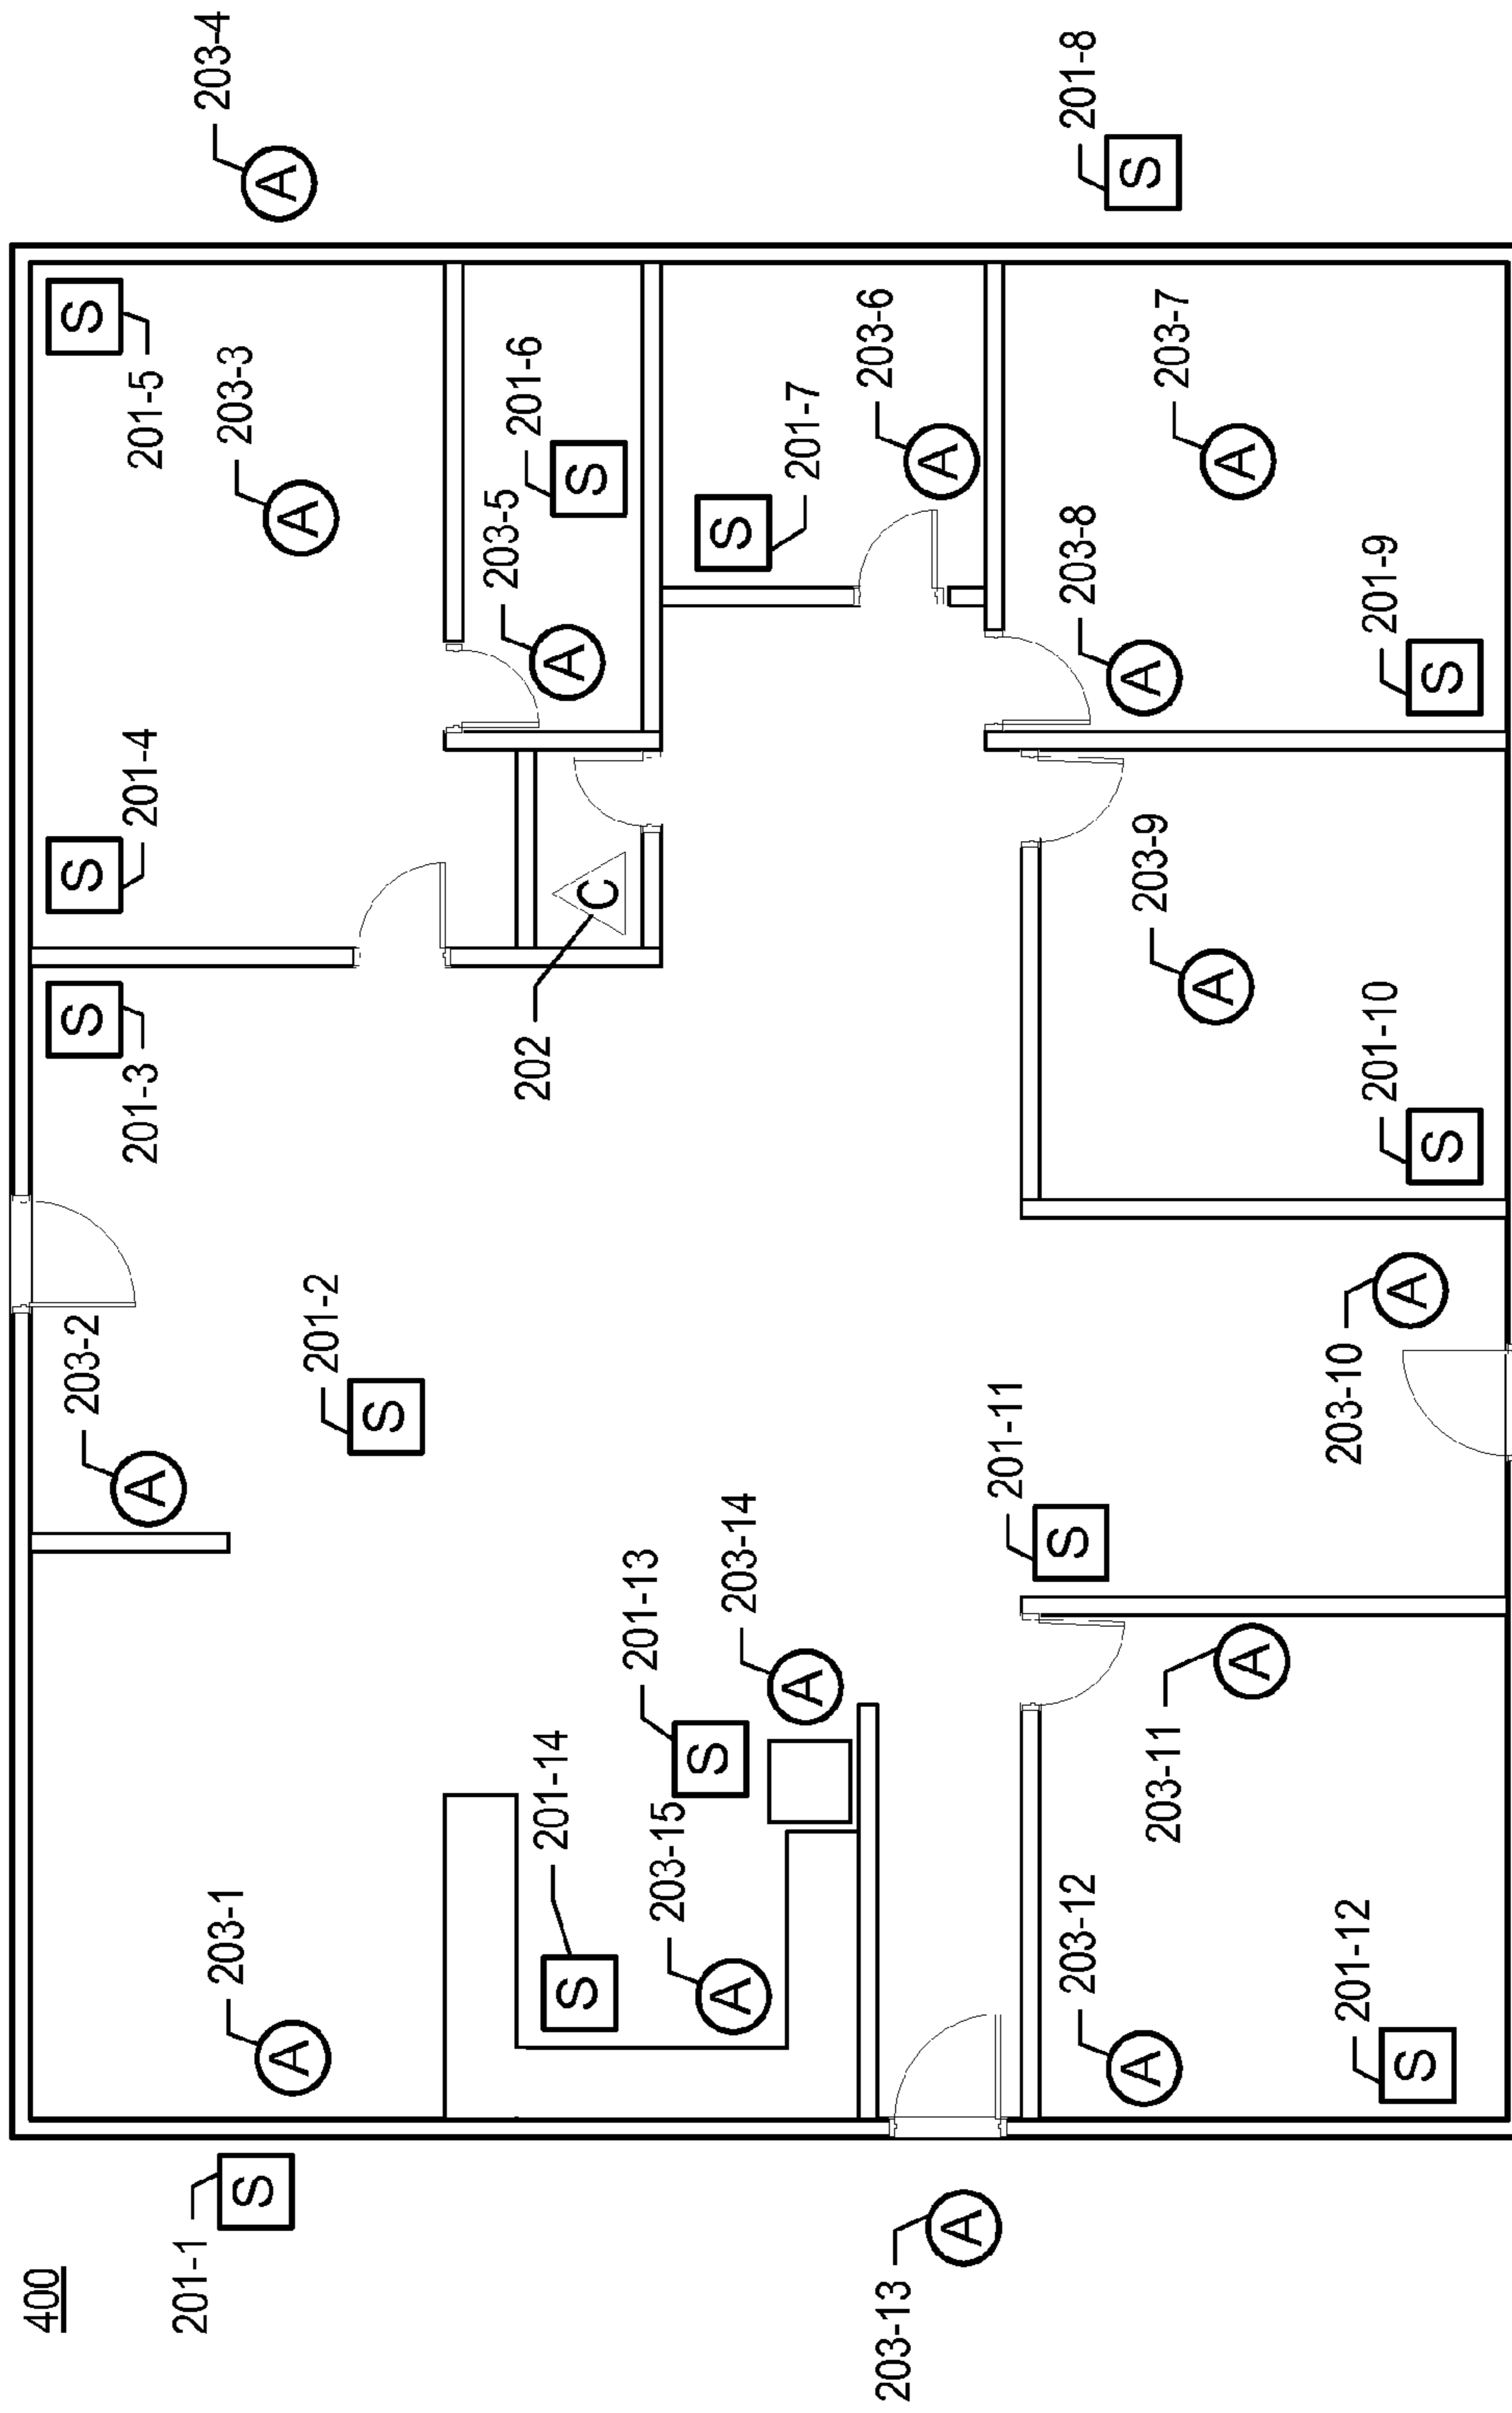 400
201-1
S
203-1
A
203-2
A
201-2
S
201-3
S
201-4
S
201-5
S
203-3
A
203-4
A
201-14
S
201-13
S
203-15
A
203-14
A
202
C
203-5
A
201-6
S
201-7
S
203-6
A
203-13
A
203-12
A
201-12
S
203-11
A
201-11
S
203-10
A
203-9
A
201-10
S
203-8
A
201-9
S
203-7
A
201-8
S